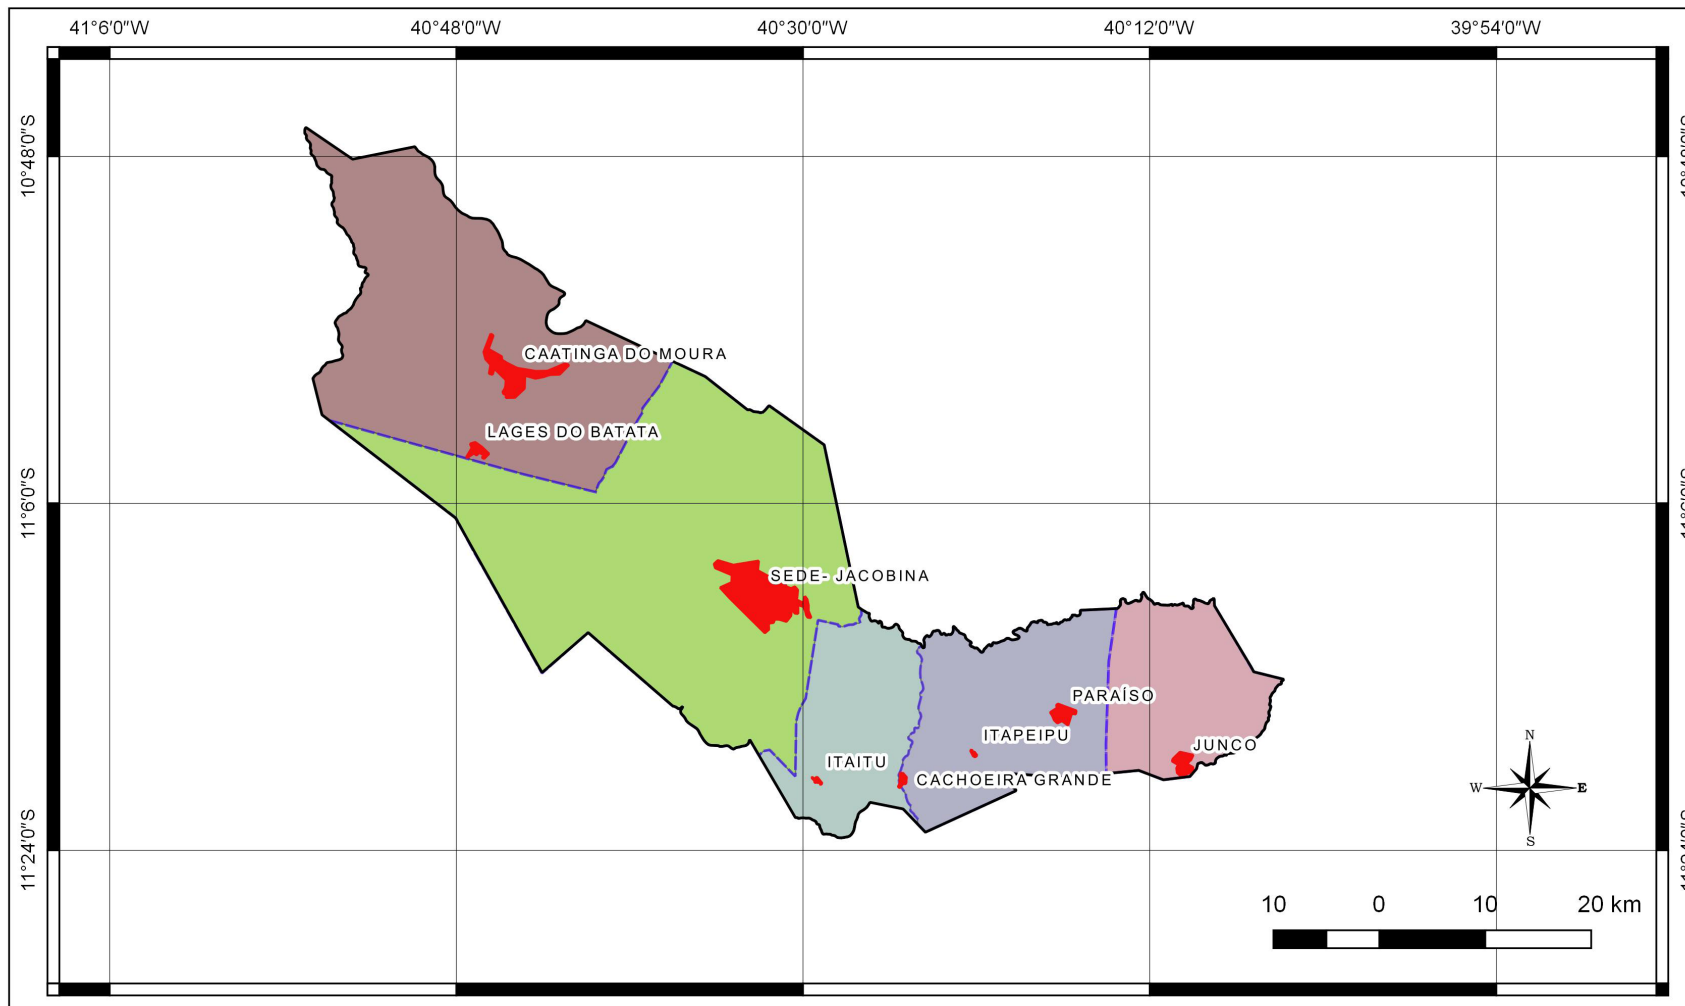 41°6'0"W 40°48'0"W 40°30'0"W 40°12'0"W 39°54'0"W
10°48'0"S
CAATINGA DO MOURA
LAGES DO BATATA
11°6'0"S
SEDE- JACOBINA
PARAÍSO
ITAPEIPU
JUNCO
ITAITU
CACHOEIRA GRANDE
N
W E
S
11°24'0"S
10 0 10 20 km